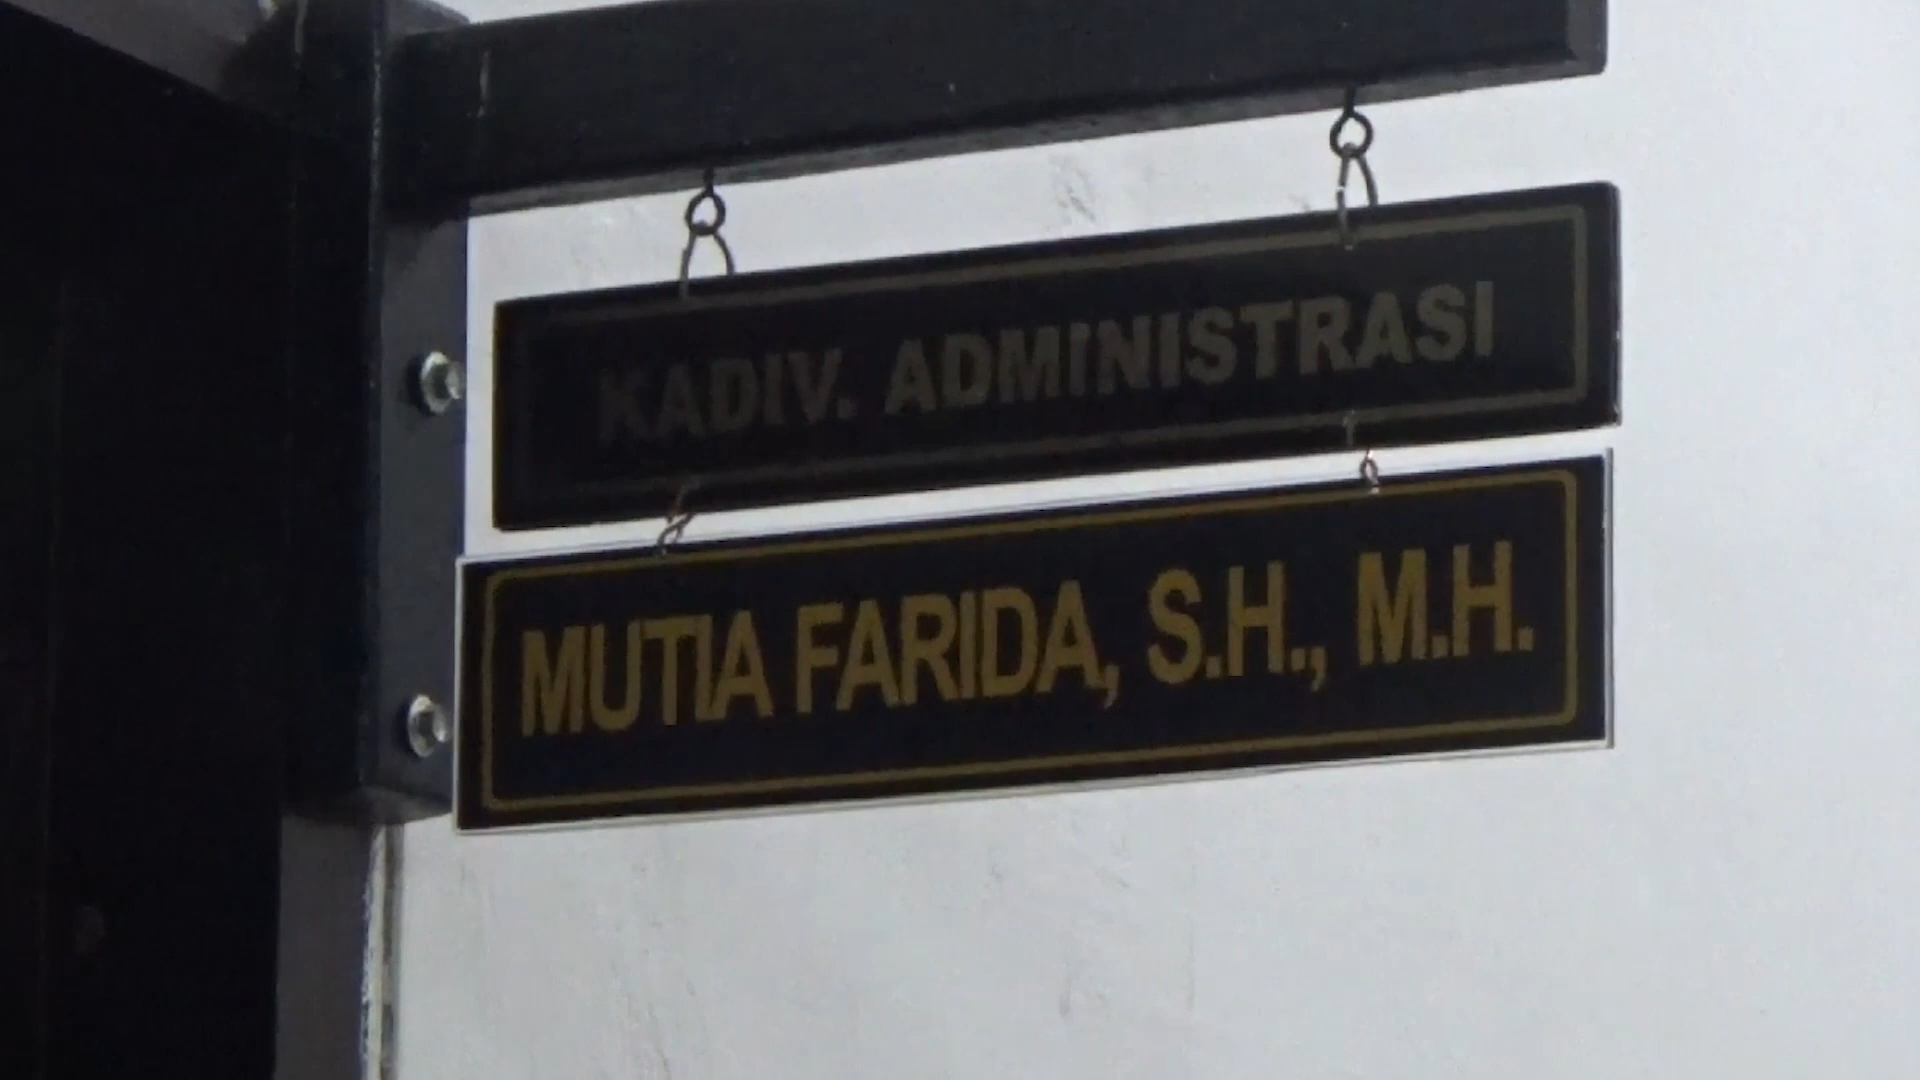 KADIV. ADMINISTRASI
MUTIA FARIDA, S.H., M.H.